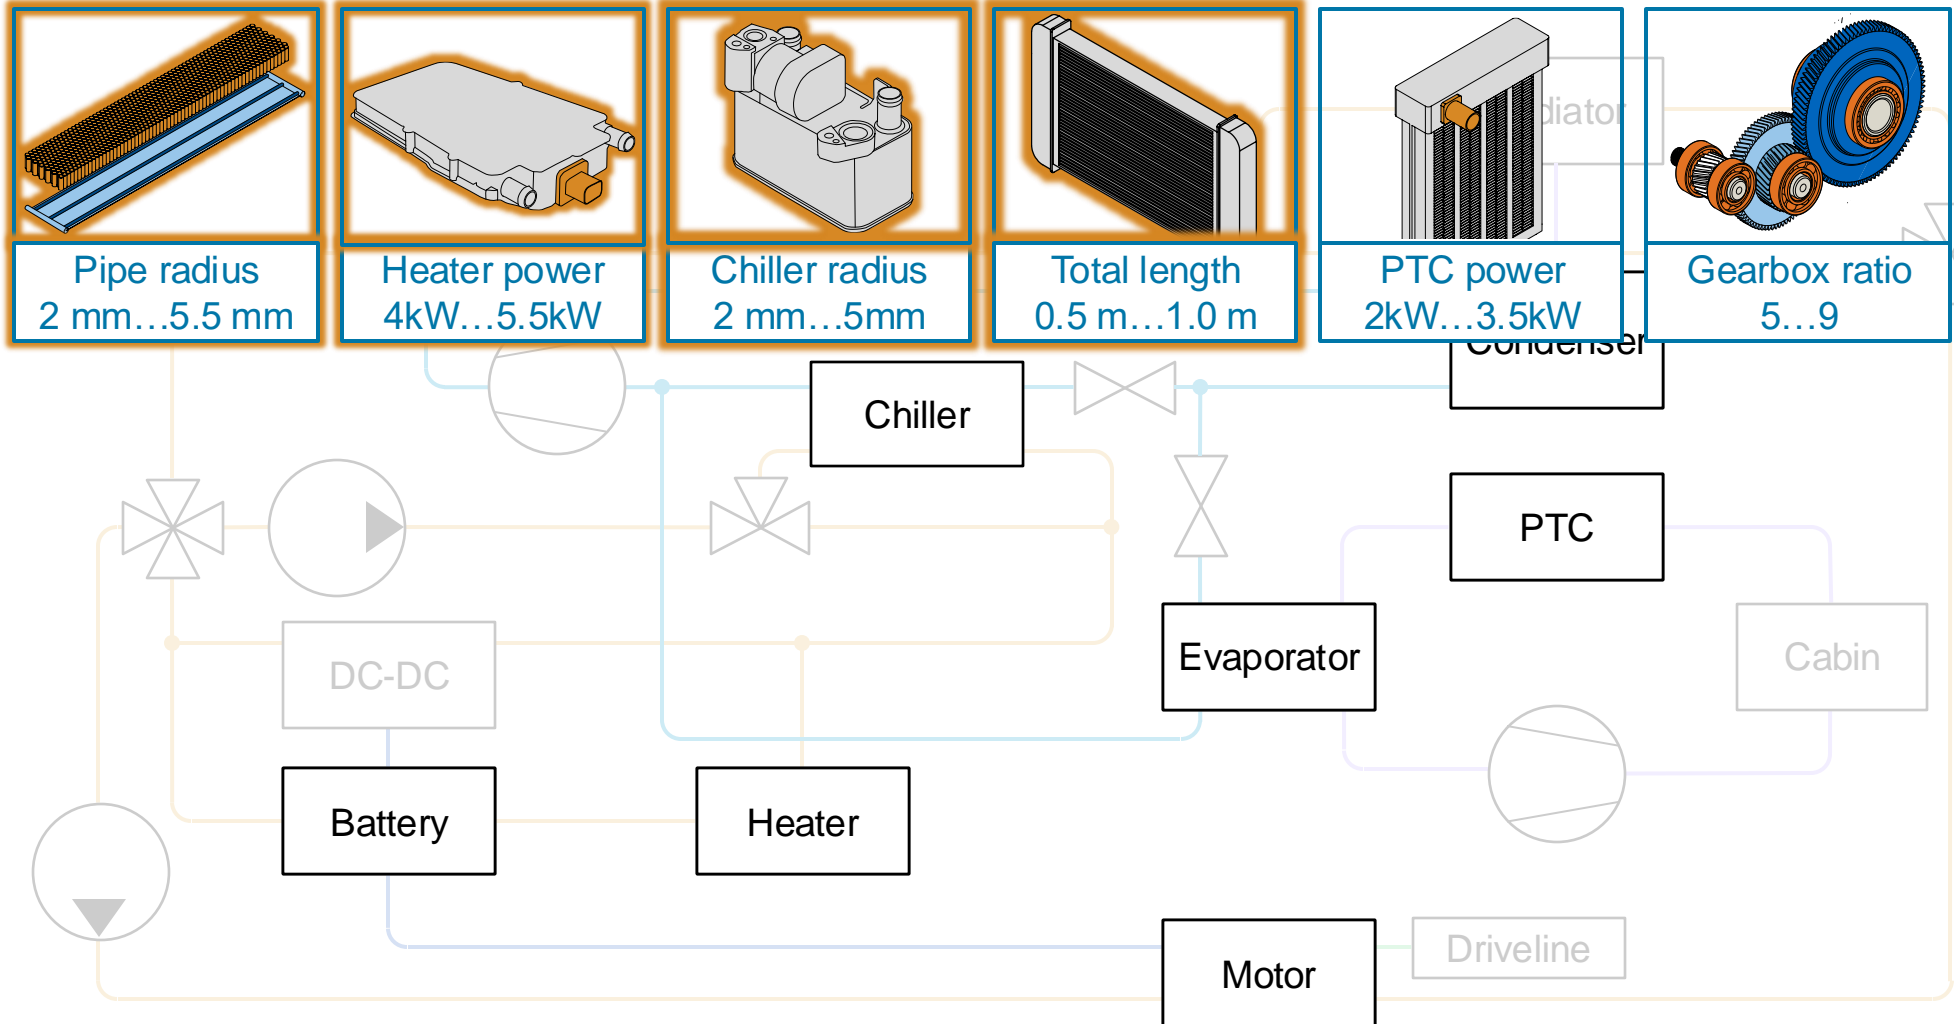 Pipe radius
2 mm...5.5 mm
Heater power
4kW...5.5kW
Chiller radius
2 mm...5mm
Total length
0.5 m...1.0 m
PTC power
2kW...3.5kW
Gearbox ratio
5...9
diator
Condenser
Chiller
PTC
Evaporator
Cabin
DC-DC
Battery
Heater
Motor
Driveline